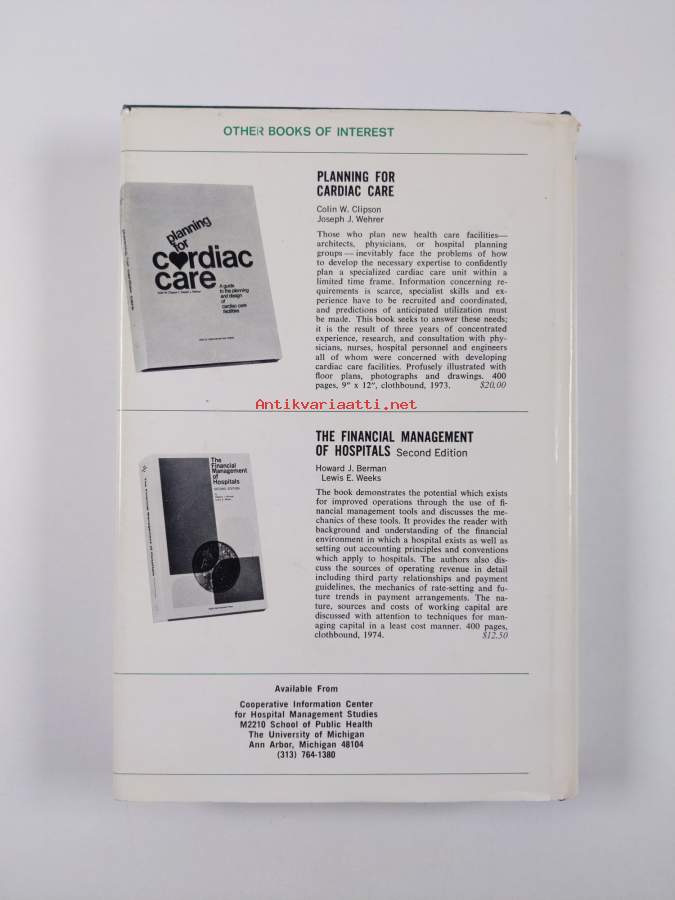 OTHER BOOKS OF INTEREST
PLANNING FOR
CARDIAC CARE
Colin W. Clipson
Joseph J. Wehrer
Those who plan new health care facilities—
architects, physicians, or hospital planning
groups — inevitably face the problems of how
to develop the necessary expertise to confidently
plan a specialized cardiac care unit within a
limited time frame. Information concerning re-
quirements is scarce, specialist skills and ex-
perience have to be recruited and coordinated,
and predictions of anticipated utilization must
be made. This book seeks to answer these needs;
it is the result of three years of concentrated
experience, research, and consultation with phy-
sicians, nurses, hospital personnel and engineers
all of whom were concerned with developing
cardiac care facilities. Profusely illustrated with
floor plans, photographs and drawings. 400
pages, 9" x 12", clothbound, 1973. $20.00
planning
for
cardiac
care
A guide
to the planning
and design
of
cardiac care
facilities
Antikvariaatti.net
THE FINANCIAL MANAGEMENT
OF HOSPITALS Second Edition
Howard J. Berman
Lewis E. Weeks
The book demonstrates the potential which exists
for improved operations through the use of fi-
nancial management tools and discusses the me-
chanics of these tools. It provides the reader with
background and understanding of the financial
environment in which a hospital exists as well as
setting out accounting principles and conventions
which apply to hospitals. The authors also dis-
cuss the sources of operating revenue in detail
including third party relationships and payment
guidelines, the mechanics of rate-setting and fu-
ture trends in payment arrangements. The na-
ture, sources and costs of working capital are
discussed with attention to techniques for man-
aging capital in a least cost manner. 400 pages,
clothbound, 1974. $12.50
The
Financial
Management
of
Hospitals
Available From
Cooperative Information Center
for Hospital Management Studies
M2210 School of Public Health
The University of Michigan
Ann Arbor, Michigan 48104
(313) 764-1380